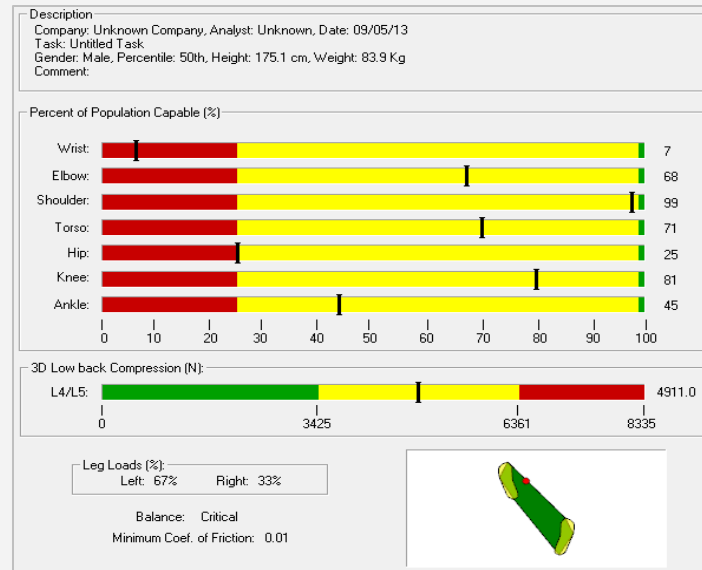 Description
Company: Unknown Company, Analyst: Unknown, Date: 09/05/13
Task: Untitled Task
Gender: Male, Percentile: 50th, Height: 175.1 cm, Weight: 83.9 Kg
Comment:
Percent of Population Capable (%)
Wrist: 7
Elbow: 68
Shoulder: 99
Torso: 71
Hip: 25
Knee: 81
Ankle: 45
0 10 20 30 40 50 60 70 80 90 100
3D Low back Compression (N):
L4/L5: 4911.0
0 3425 6361 8335
Leg Loads (%):
Left: 67% Right: 33%
Balance: Critical
Minimum Coef. of Friction: 0.01